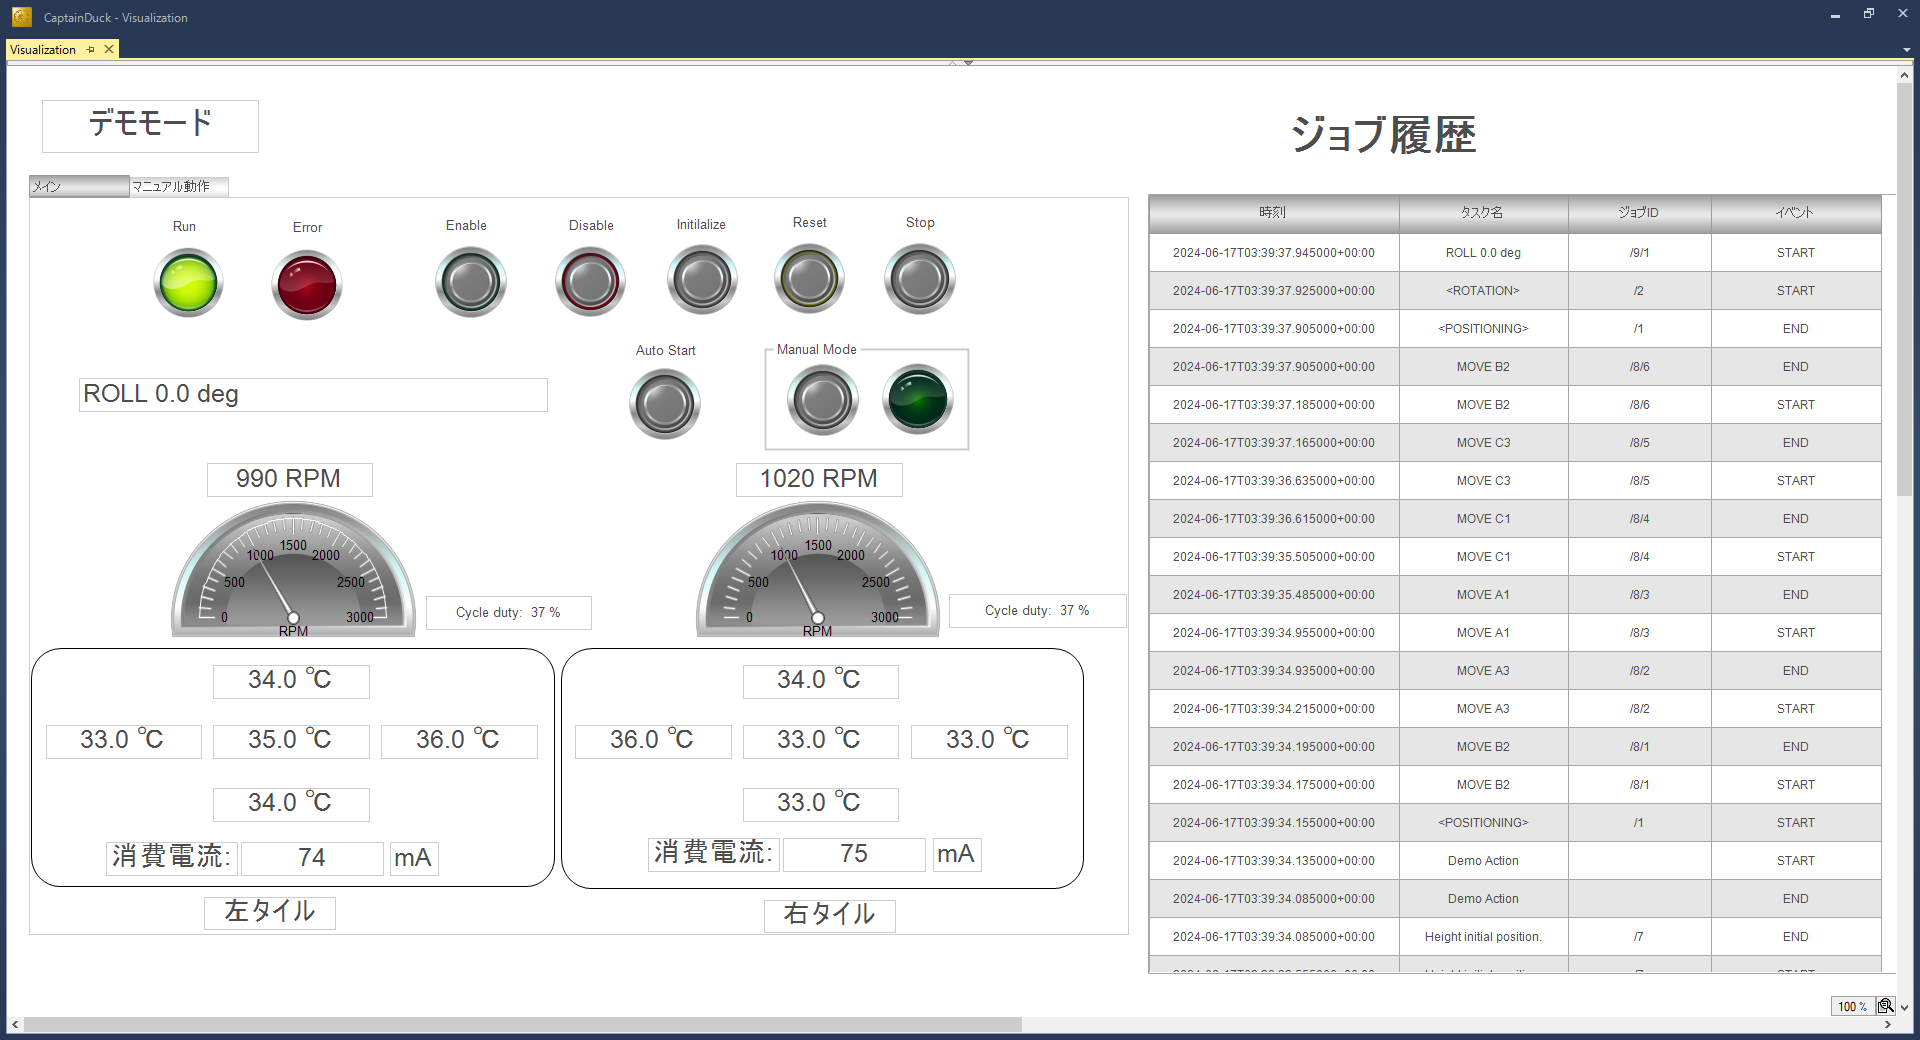 CaptainDuck - Visualization
Visualization
デモモード
メイン マニュアル動作
Run Error Enable Disable Initilalize Reset Stop
Auto Start Manual Mode
ROLL 0.0 deg
990 RPM 1020 RPM
0 500 1000 1500 2000 2500 3000
RPM
Cycle duty: 37 %
0 500 1000 1500 2000 2500 3000
RPM
Cycle duty: 37 %
34.0 ℃
33.0 ℃ 35.0 ℃ 36.0 ℃
34.0 ℃
消費電流: 74 mA
左タイル
34.0 ℃
36.0 ℃ 33.0 ℃ 33.0 ℃
33.0 ℃
消費電流: 75 mA
右タイル
ジョブ履歴
時刻 タスク名 ジョブID イベント
2024-06-17T03:39:37.945000+00:00 ROLL 0.0 deg /9/1 START
2024-06-17T03:39:37.925000+00:00 <ROTATION> /2 START
2024-06-17T03:39:37.905000+00:00 <POSITIONING> /1 END
2024-06-17T03:39:37.905000+00:00 MOVE B2 /8/6 END
2024-06-17T03:39:37.185000+00:00 MOVE B2 /8/6 START
2024-06-17T03:39:37.165000+00:00 MOVE C3 /8/5 END
2024-06-17T03:39:36.635000+00:00 MOVE C3 /8/5 START
2024-06-17T03:39:36.615000+00:00 MOVE C1 /8/4 END
2024-06-17T03:39:35.505000+00:00 MOVE C1 /8/4 START
2024-06-17T03:39:35.485000+00:00 MOVE A1 /8/3 END
2024-06-17T03:39:34.955000+00:00 MOVE A1 /8/3 START
2024-06-17T03:39:34.935000+00:00 MOVE A3 /8/2 END
2024-06-17T03:39:34.215000+00:00 MOVE A3 /8/2 START
2024-06-17T03:39:34.195000+00:00 MOVE B2 /8/1 END
2024-06-17T03:39:34.175000+00:00 MOVE B2 /8/1 START
2024-06-17T03:39:34.155000+00:00 <POSITIONING> /1 START
2024-06-17T03:39:34.135000+00:00 Demo Action START
2024-06-17T03:39:34.085000+00:00 Demo Action END
2024-06-17T03:39:34.085000+00:00 Height initial position. /7 END
100 %